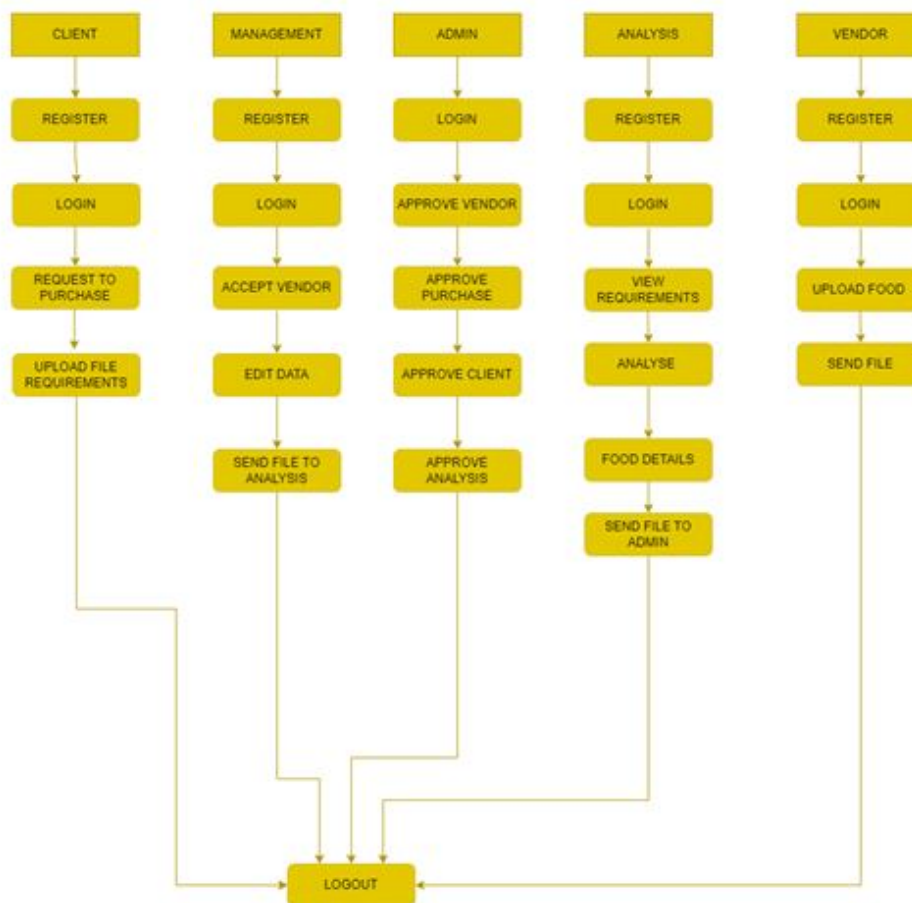 CLIENT
MANAGEMENT
ADMIN
ANALYSIS
VENDOR
REGISTER
REGISTER
LOGIN
REGISTER
REGISTER
LOGIN
LOGIN
APPROVE VENDOR
LOGIN
LOGIN
REQUEST TO
PURCHASE
ACCEPT VENDOR
APPROVE
PURCHASE
VIEW
REQUIREMENTS
UPLOAD FOOD
UPLOAD FILE
REQUIREMENTS
EDIT DATA
APPROVE CLIENT
ANALYSE
SEND FILE
SEND FILE TO
ANALYSIS
APPROVE
ANALYSIS
FOOD DETAILS
SEND FILE TO
ADMIN
LOGOUT